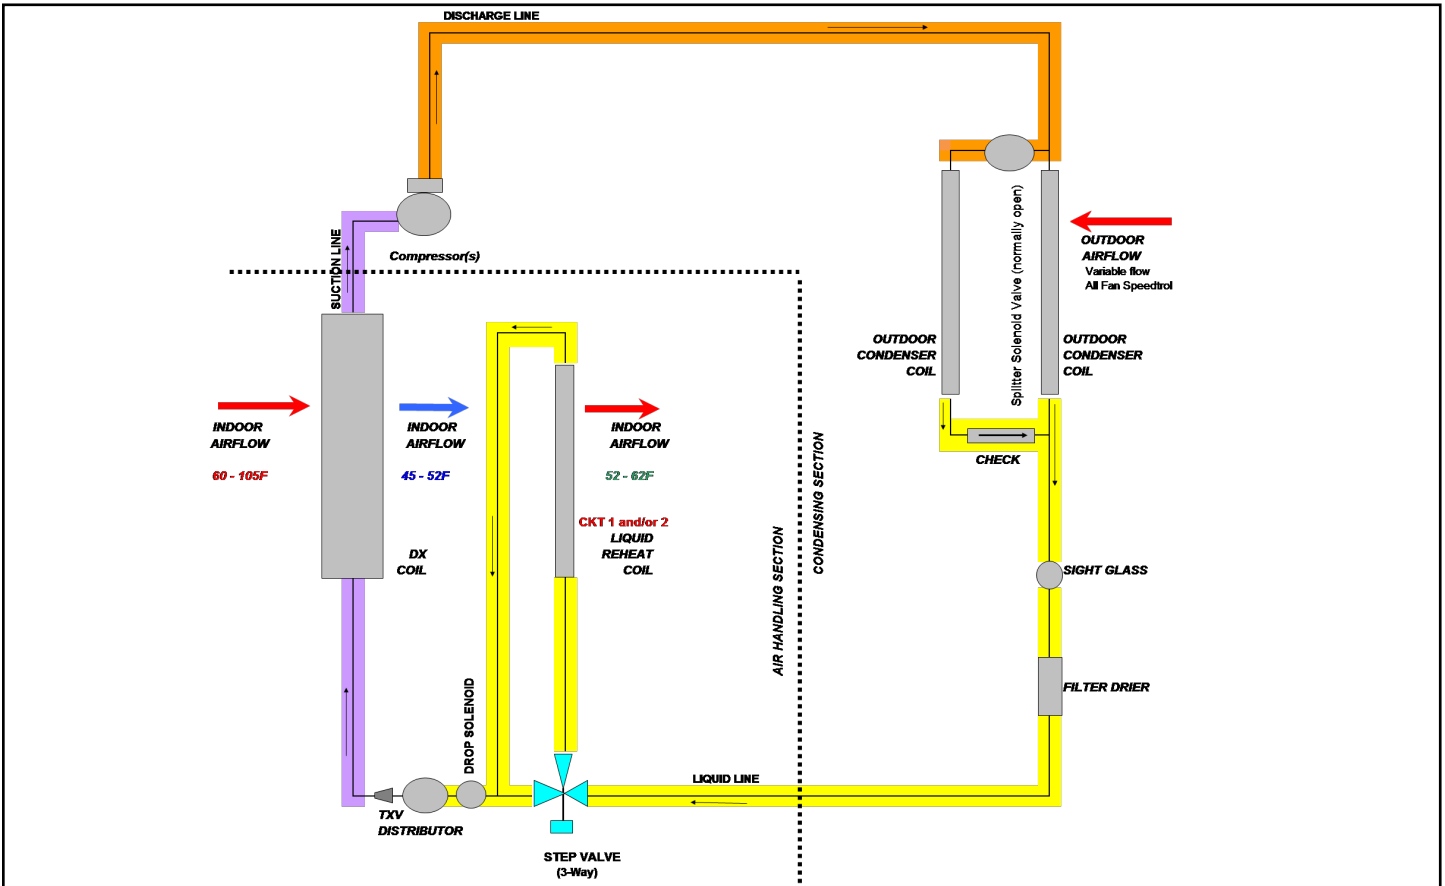 DISCHARGE LINE
Compressor(s)
SUCTION LINE
Splitter Solenoid Valve (normally open)
OUTDOOR
AIRFLOW
Variable flow
All Fan Speedtrol
OUTDOOR
CONDENSER
COIL
OUTDOOR
CONDENSER
COIL
INDOOR
AIRFLOW
60 - 105F
INDOOR
AIRFLOW
45 - 52F
INDOOR
AIRFLOW
52 - 62F
CKT 1 and/or 2
LIQUID
REHEAT
COIL
DX
COIL
AIR HANDLING SECTION
CONDENSING SECTION
CHECK
SIGHT GLASS
FILTER DRIER
DROP SOLENOID
LIQUID LINE
TXV
DISTRIBUTOR
STEP VALVE
(3-Way)